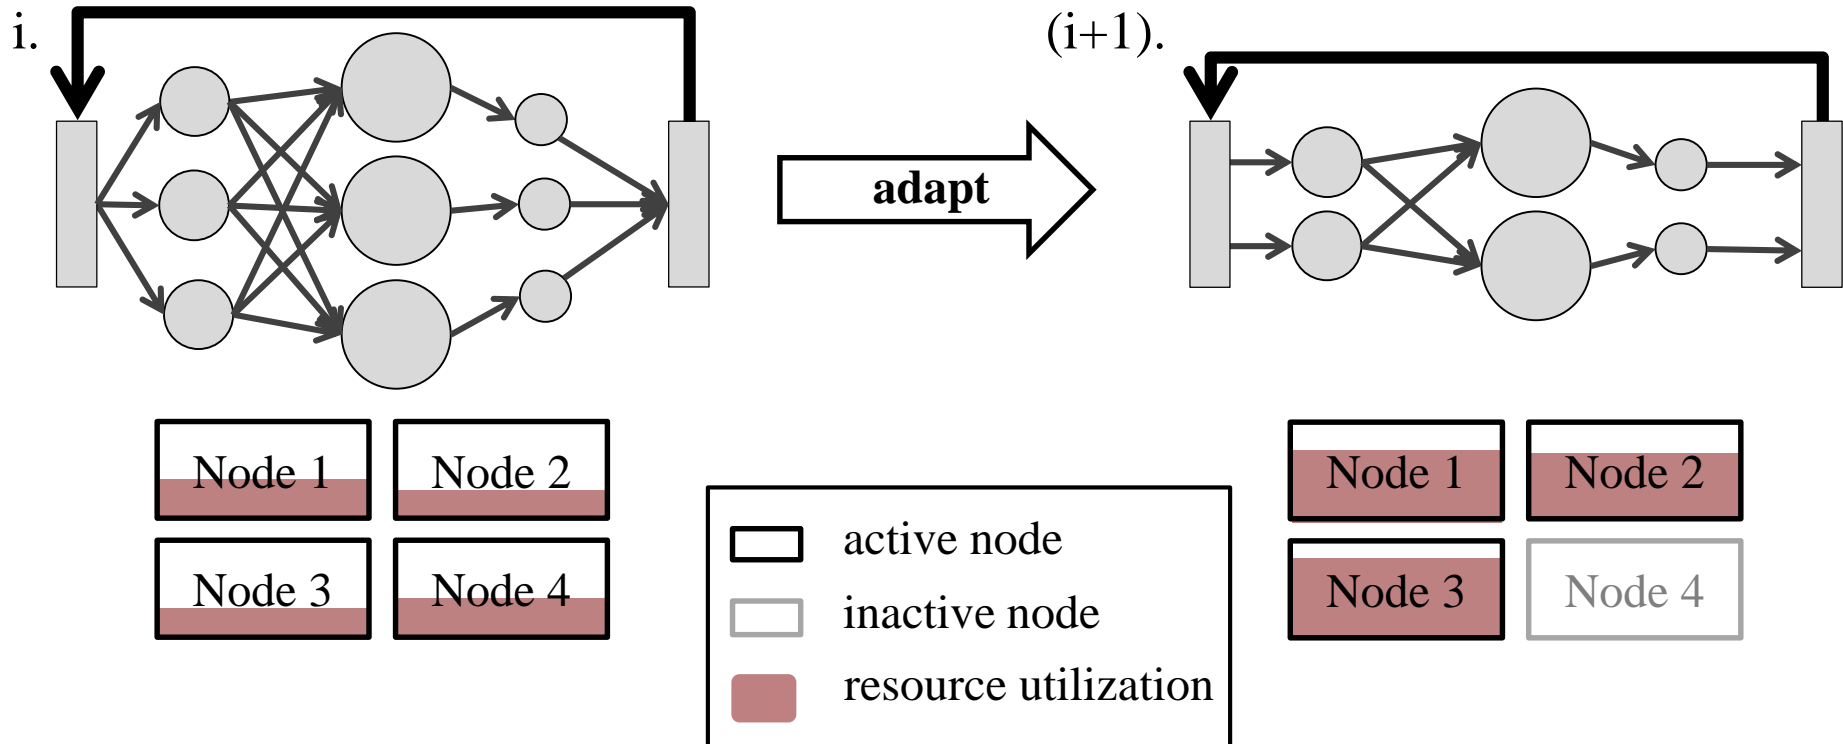 i.
(i+1).
adapt
Node 1
Node 2
Node 3
Node 4
active node
inactive node
resource utilization
Node 1
Node 2
Node 3
Node 4